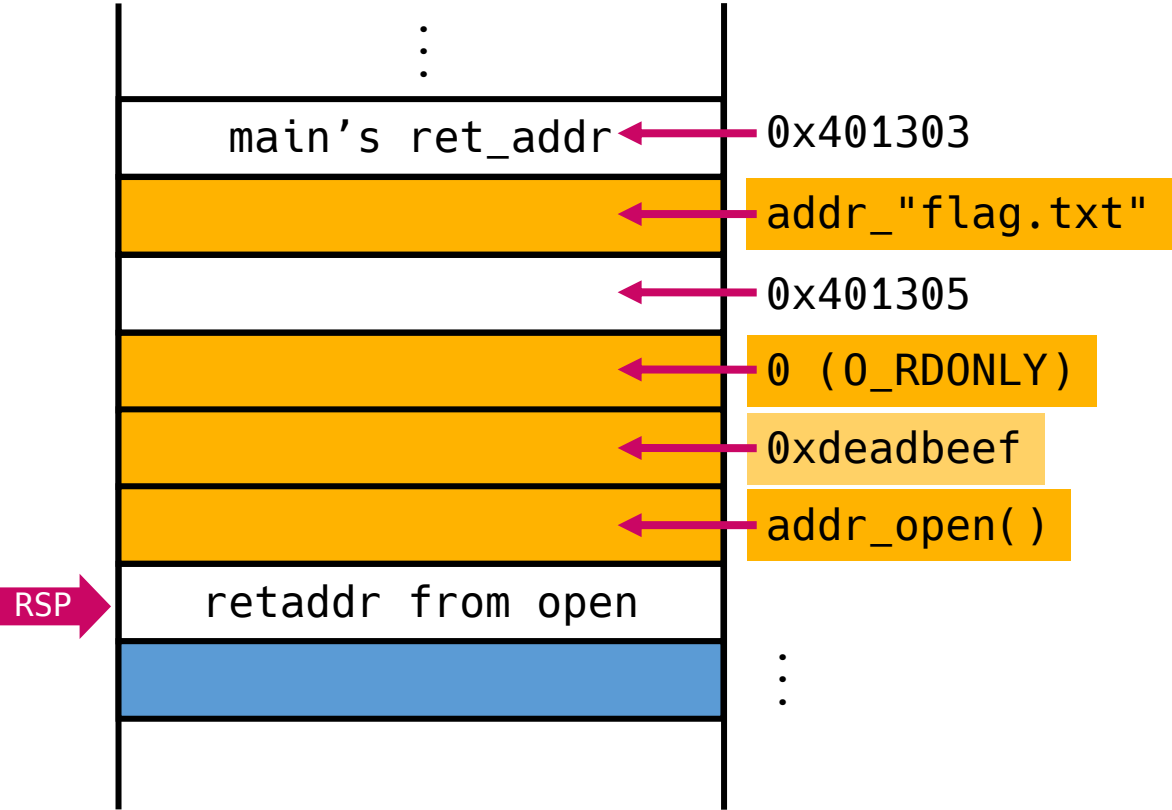 main’s ret_addr 0x401303
addr_"flag.txt"
0x401305
0 (O_RDONLY)
0xdeadbeef
addr_open()
RSP retaddr from open